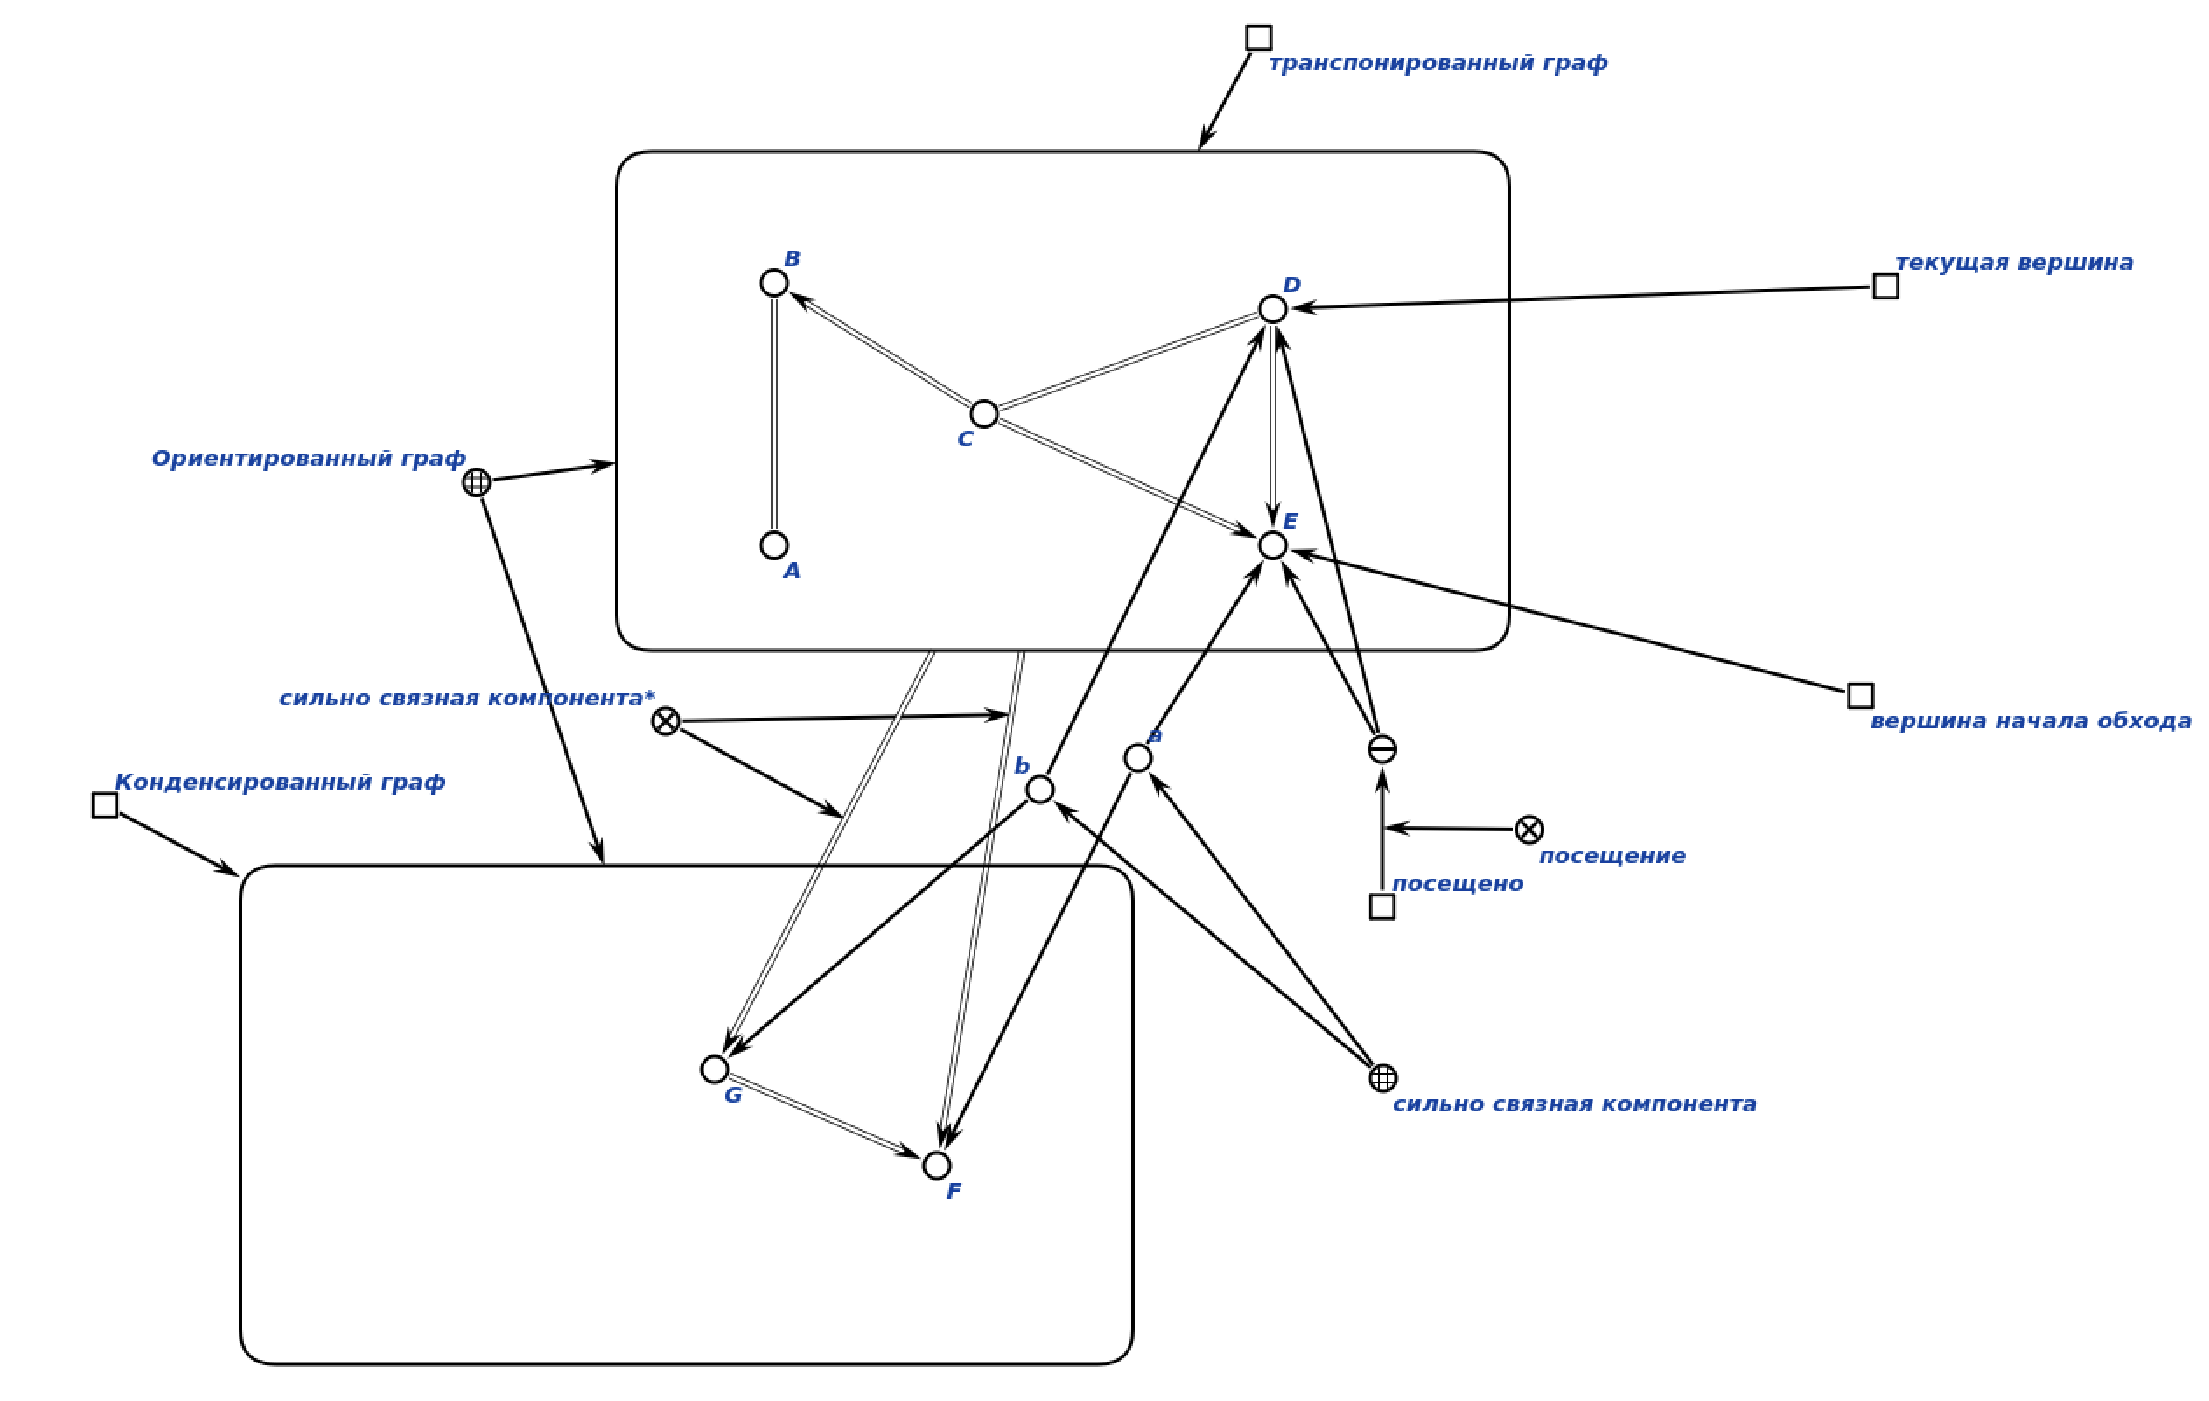 транспонированный граф
B
D
текущая вершина
C
Ориентированный граф
E
A
сильно связная компонента*
вершина начала обхода
a
b
Конденсированный граф
посещение
посещено
G
сильно связная компонента
F